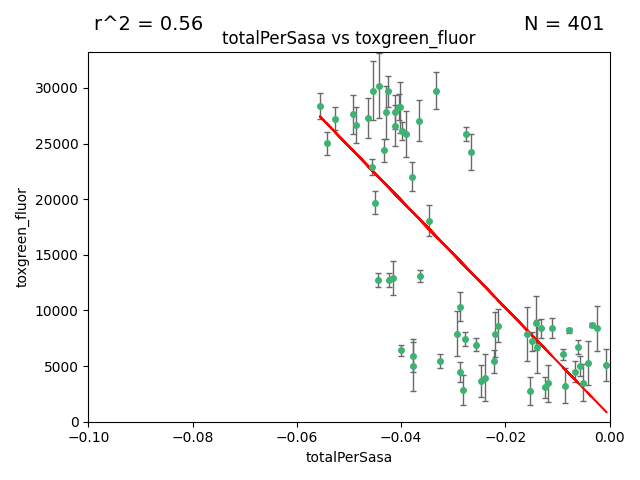 r^2 = 0.56
N = 401
totalPerSasa vs toxgreen_fluor
toxgreen_fluor
30000
25000
20000
15000
10000
5000
0
−0.10
−0.08
−0.06
−0.04
−0.02
0.00
totalPerSasa